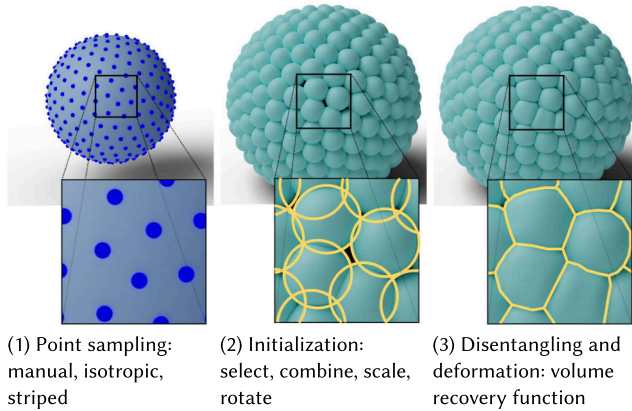 (1) Point sampling:
manual, isotropic,
striped
(2) Initialization:
select, combine, scale,
rotate
(3) Disentangling and
deformation: volume
recovery function